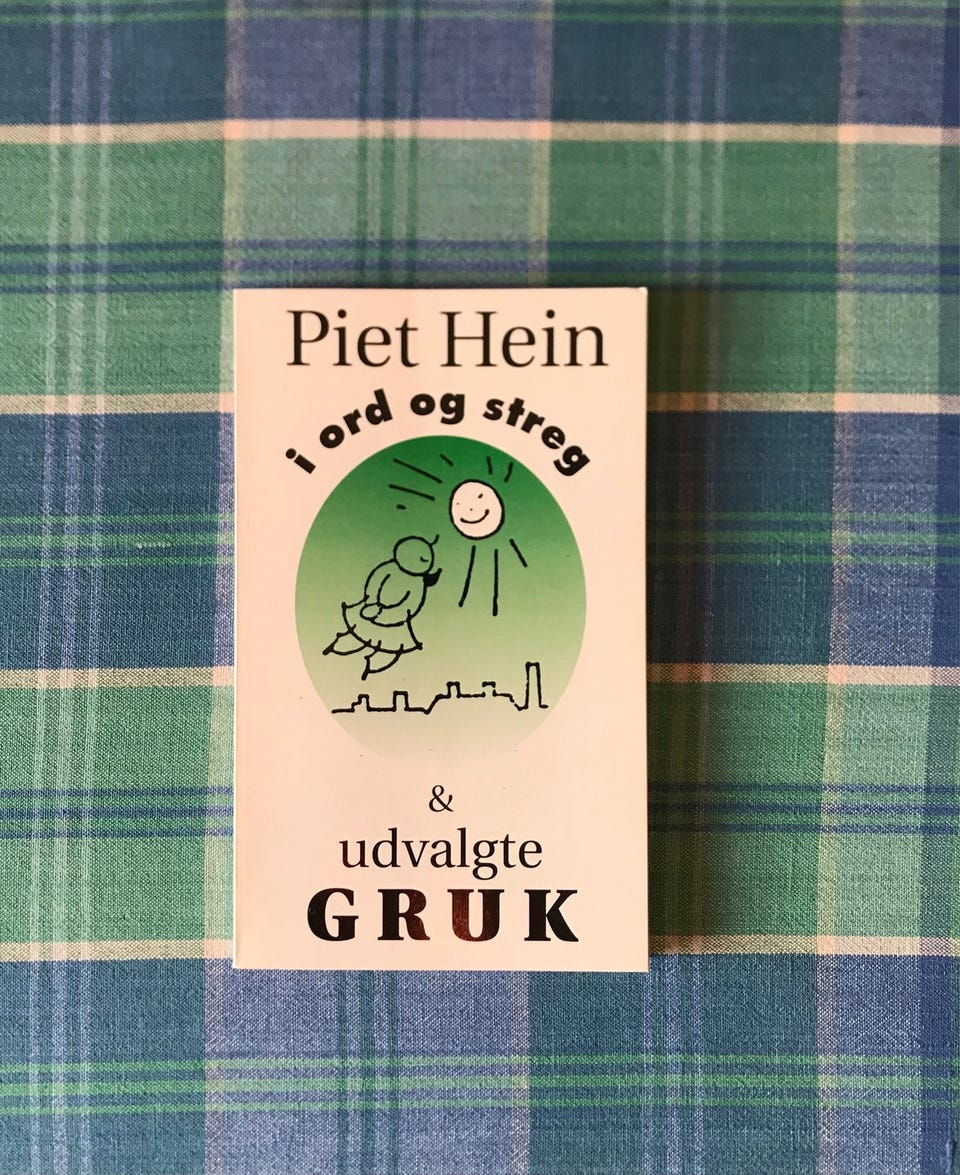 Piet Hein
i ord og streg
&
udvalgte
GRUK